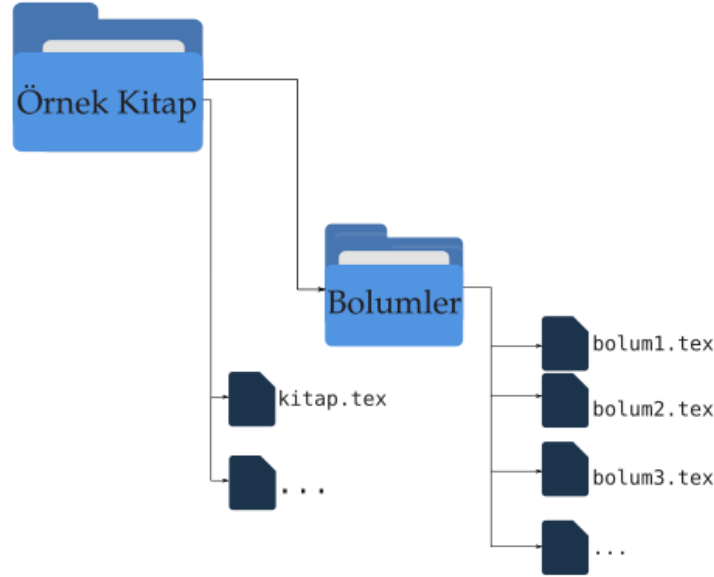 Örnek Kitap
Bolumler
bolum1.tex
bolum2.tex
bolum3.tex
...
kitap.tex
...